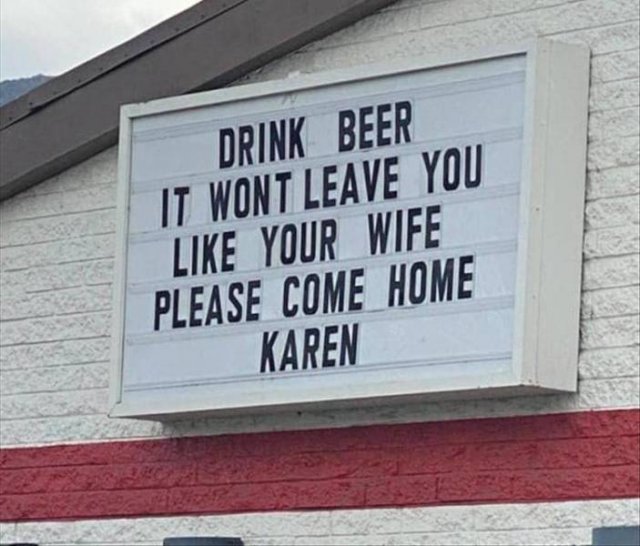 DRINK BEER
IT WONT LEAVE YOU
LIKE YOUR WIFE
PLEASE COME HOME
KAREN